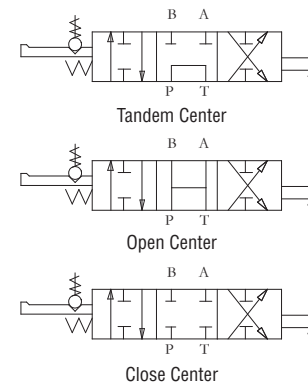 B A
P T
Tandem Center
B A
P T
Open Center
B A
P T
Close Center